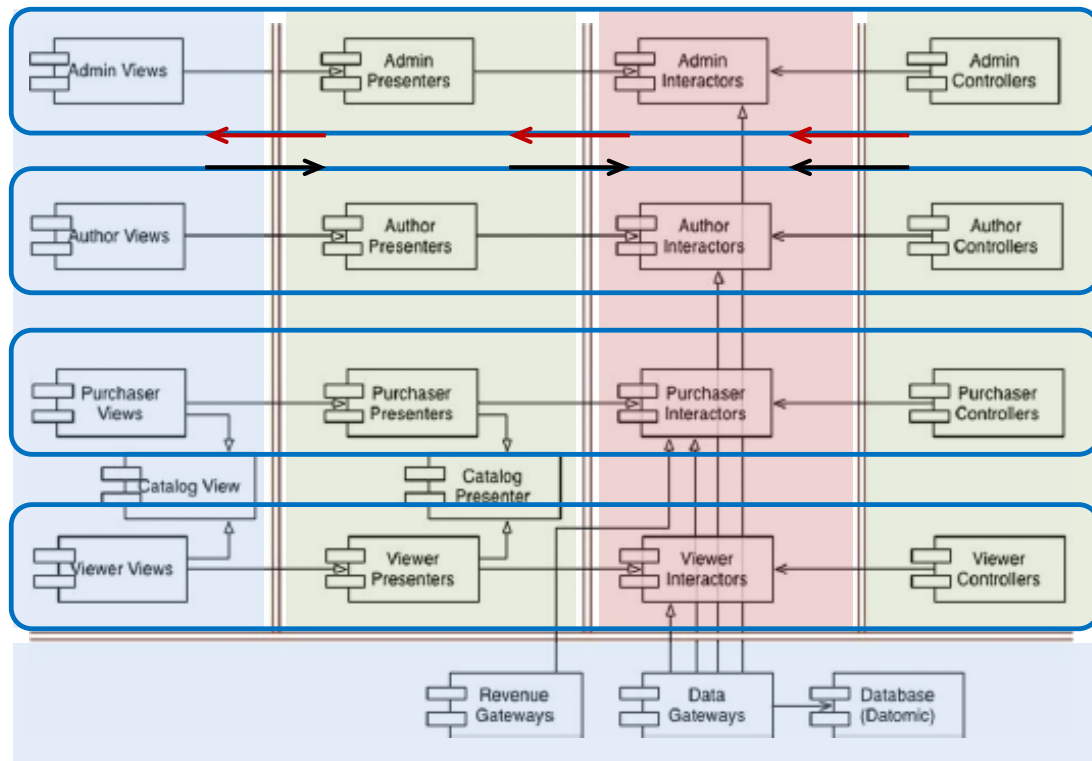 Admin Views
Admin
Presenters
Admin
Interactors
Admin
Controllers
Author Views
Author
Presenters
Author
Interactors
Author
Controllers
Purchaser
Views
Purchaser
Presenters
Purchaser
Interactors
Purchaser
Controllers
Catalog View
Catalog
Presenter
Viewer Views
Viewer
Presenters
Viewer
Interactors
Viewer
Controllers
Revenue
Gateways
Data
Gateways
Database
(Datomic)